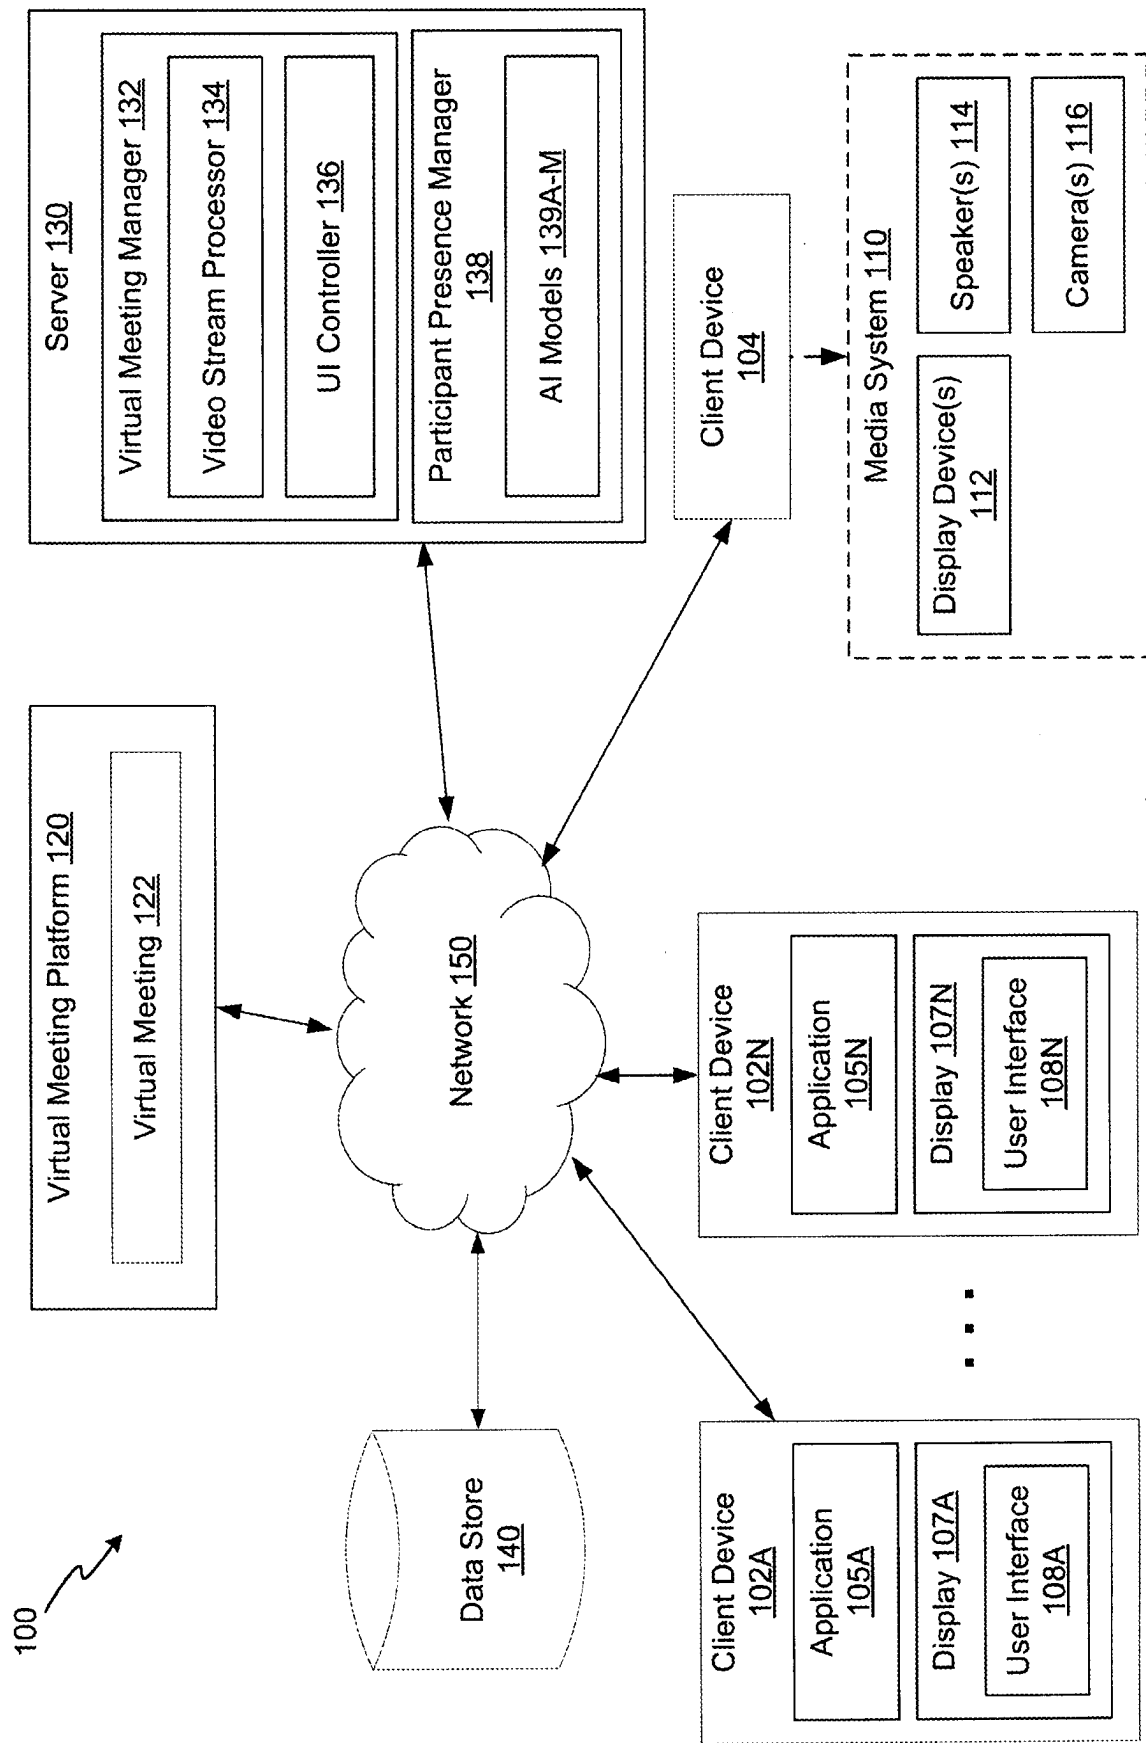 100
Virtual Meeting Platform 120
Virtual Meeting 122
Server 130
Virtual Meeting Manager 132
Video Stream Processor 134
UI Controller 136
Participant Presence Manager
138
AI Models 139A-M
Data Store
140
Network 150
Client Device
102A
Application
105A
Display 107A
User Interface
108A
Client Device
102N
Application
105N
Display 107N
User Interface
108N
Client Device
104
Media System 110
Display Device(s)
112
Speaker(s) 114
Camera(s) 116